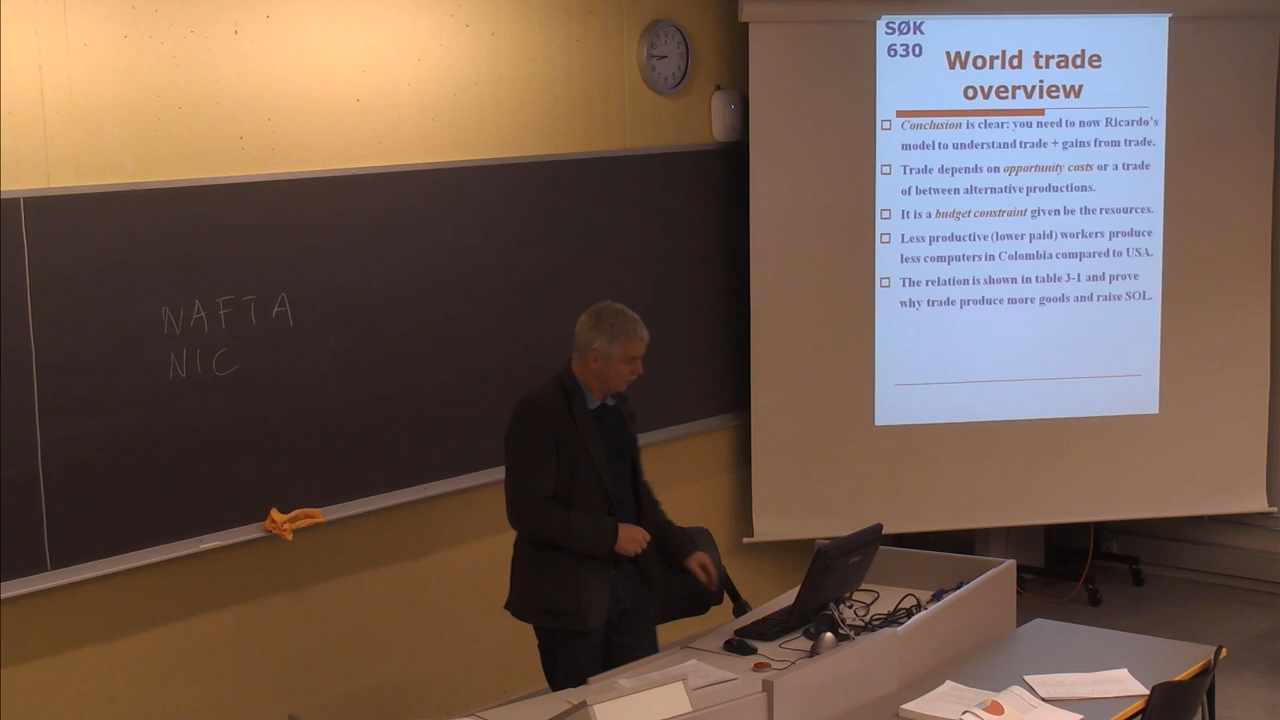 NAFTA
NIC
SØK
630
World trade
overview
Conclusion is clear: you need to now Ricardo's
model to understand trade + gains from trade.
Trade depends on opportunity costs or a trade
of between alternative productions.
It is a budget constraint given be the resources.
Less productive (lower paid) workers produce
less computers in Colombia compared to USA.
The relation is shown in table 3-1 and prove
why trade produce more goods and raise SOL.